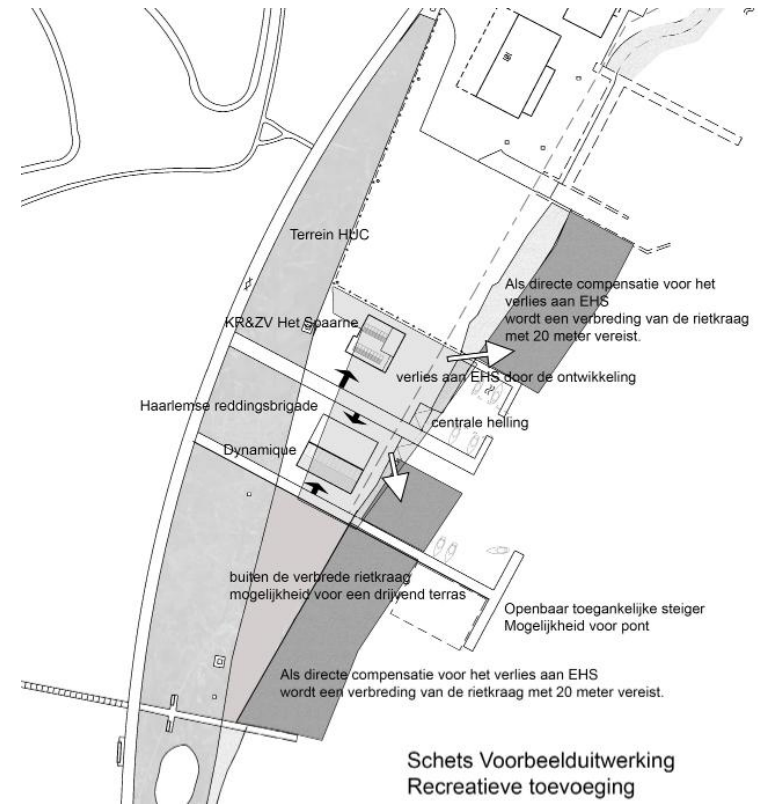 Terrein HUC
Als directe compensatie voor het
verlies aan EHS
wordt een verbreding van de rietkraag
met 20 meter vereist.
KR&ZV Het Spaarne
verlies aan EHS door de ontwikkeling
Haarlemse reddingsbrigade
centrale helling
Dynamique
buiten de verbrede rietkraag
mogelijkheid voor een drijvend terras
Openbaar toegankelijke steiger
Mogelijkheid voor pont
Als directe compensatie voor het verlies aan EHS
wordt een verbreding van de rietkraag met 20 meter vereist.
Schets Voorbeelduitwerking
Recreatieve toevoeging